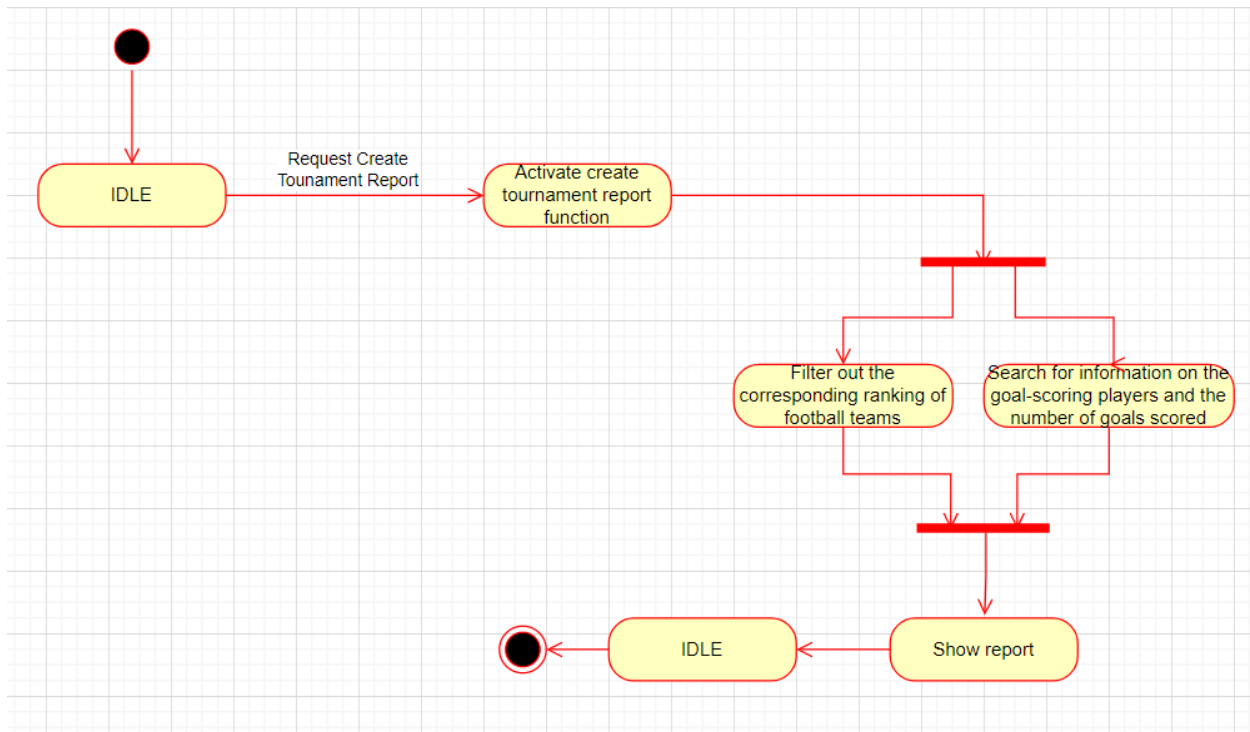 Request Create
Tounament Report
IDLE
Activate create
tournament report
function
Filter out the
corresponding ranking of
football teams
Search for information on the
goal-scoring players and the
number of goals scored
IDLE
Show report